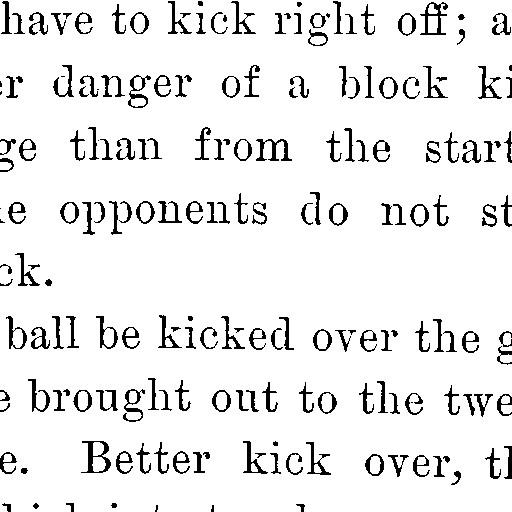 have to kick right off; a
er danger of a block ki
ge than from the start
e opponents do not st
ck.
ball be kicked over the g
e brought out to the twe
e. Better kick over, th